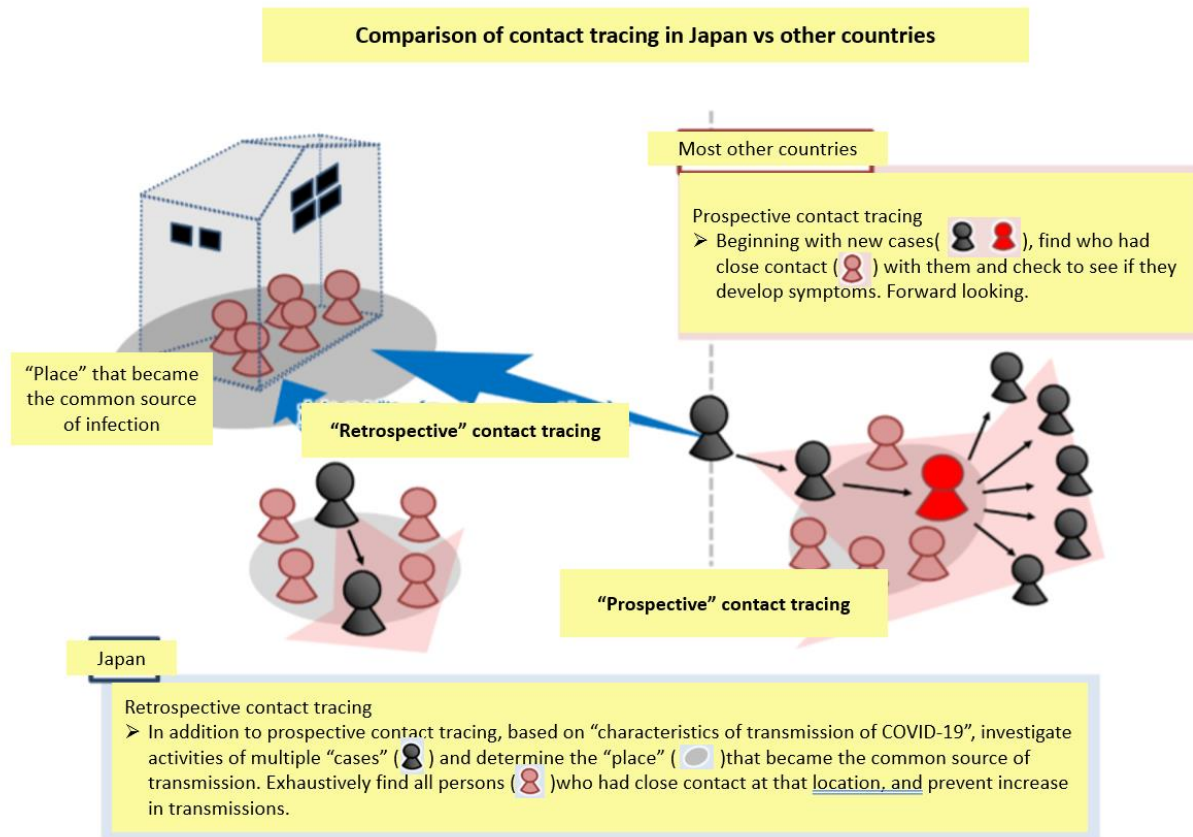 Comparison of contact tracing in Japan vs other countries
Most other countries
Prospective contact tracing
➢ Beginning with new cases( ), find who had
close contact ( ) with them and check to see if they
develop symptoms. Forward looking.
“Place” that became
the common source
of infection
“Retrospective” contact tracing
“Prospective” contact tracing
Japan
Retrospective contact tracing
➢ In addition to prospective contact tracing, based on “characteristics of transmission of COVID-19”, investigate
activities of multiple “cases” ( ) and determine the “place” ( )that became the common source of
transmission. Exhaustively find all persons ( )who had close contact at that location, and prevent increase
in transmissions.